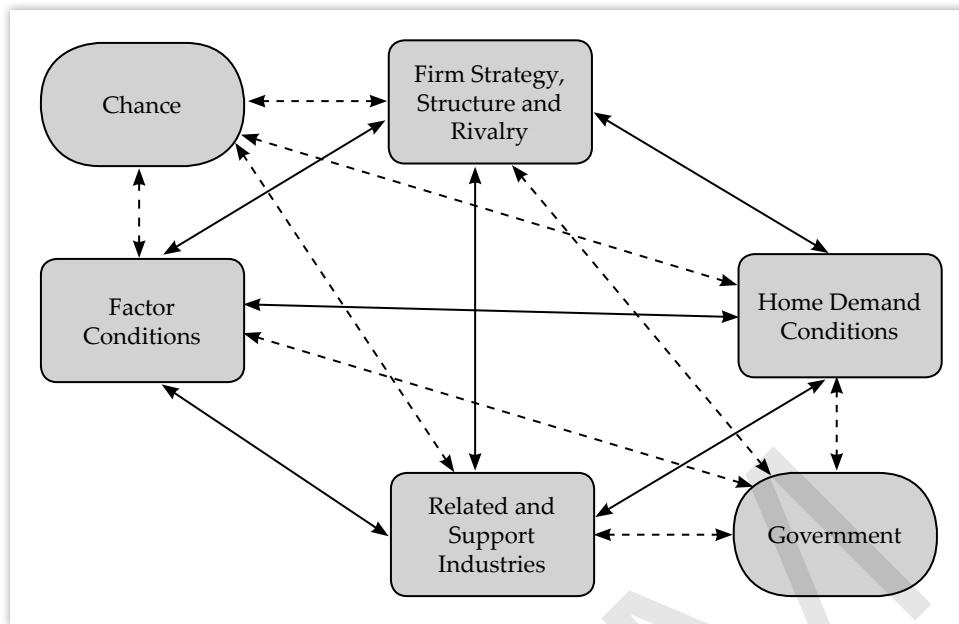 Chance
Firm Strategy,
Structure and
Rivalry
Factor
Conditions
Home Demand
Conditions
Related and
Support
Industries
Government